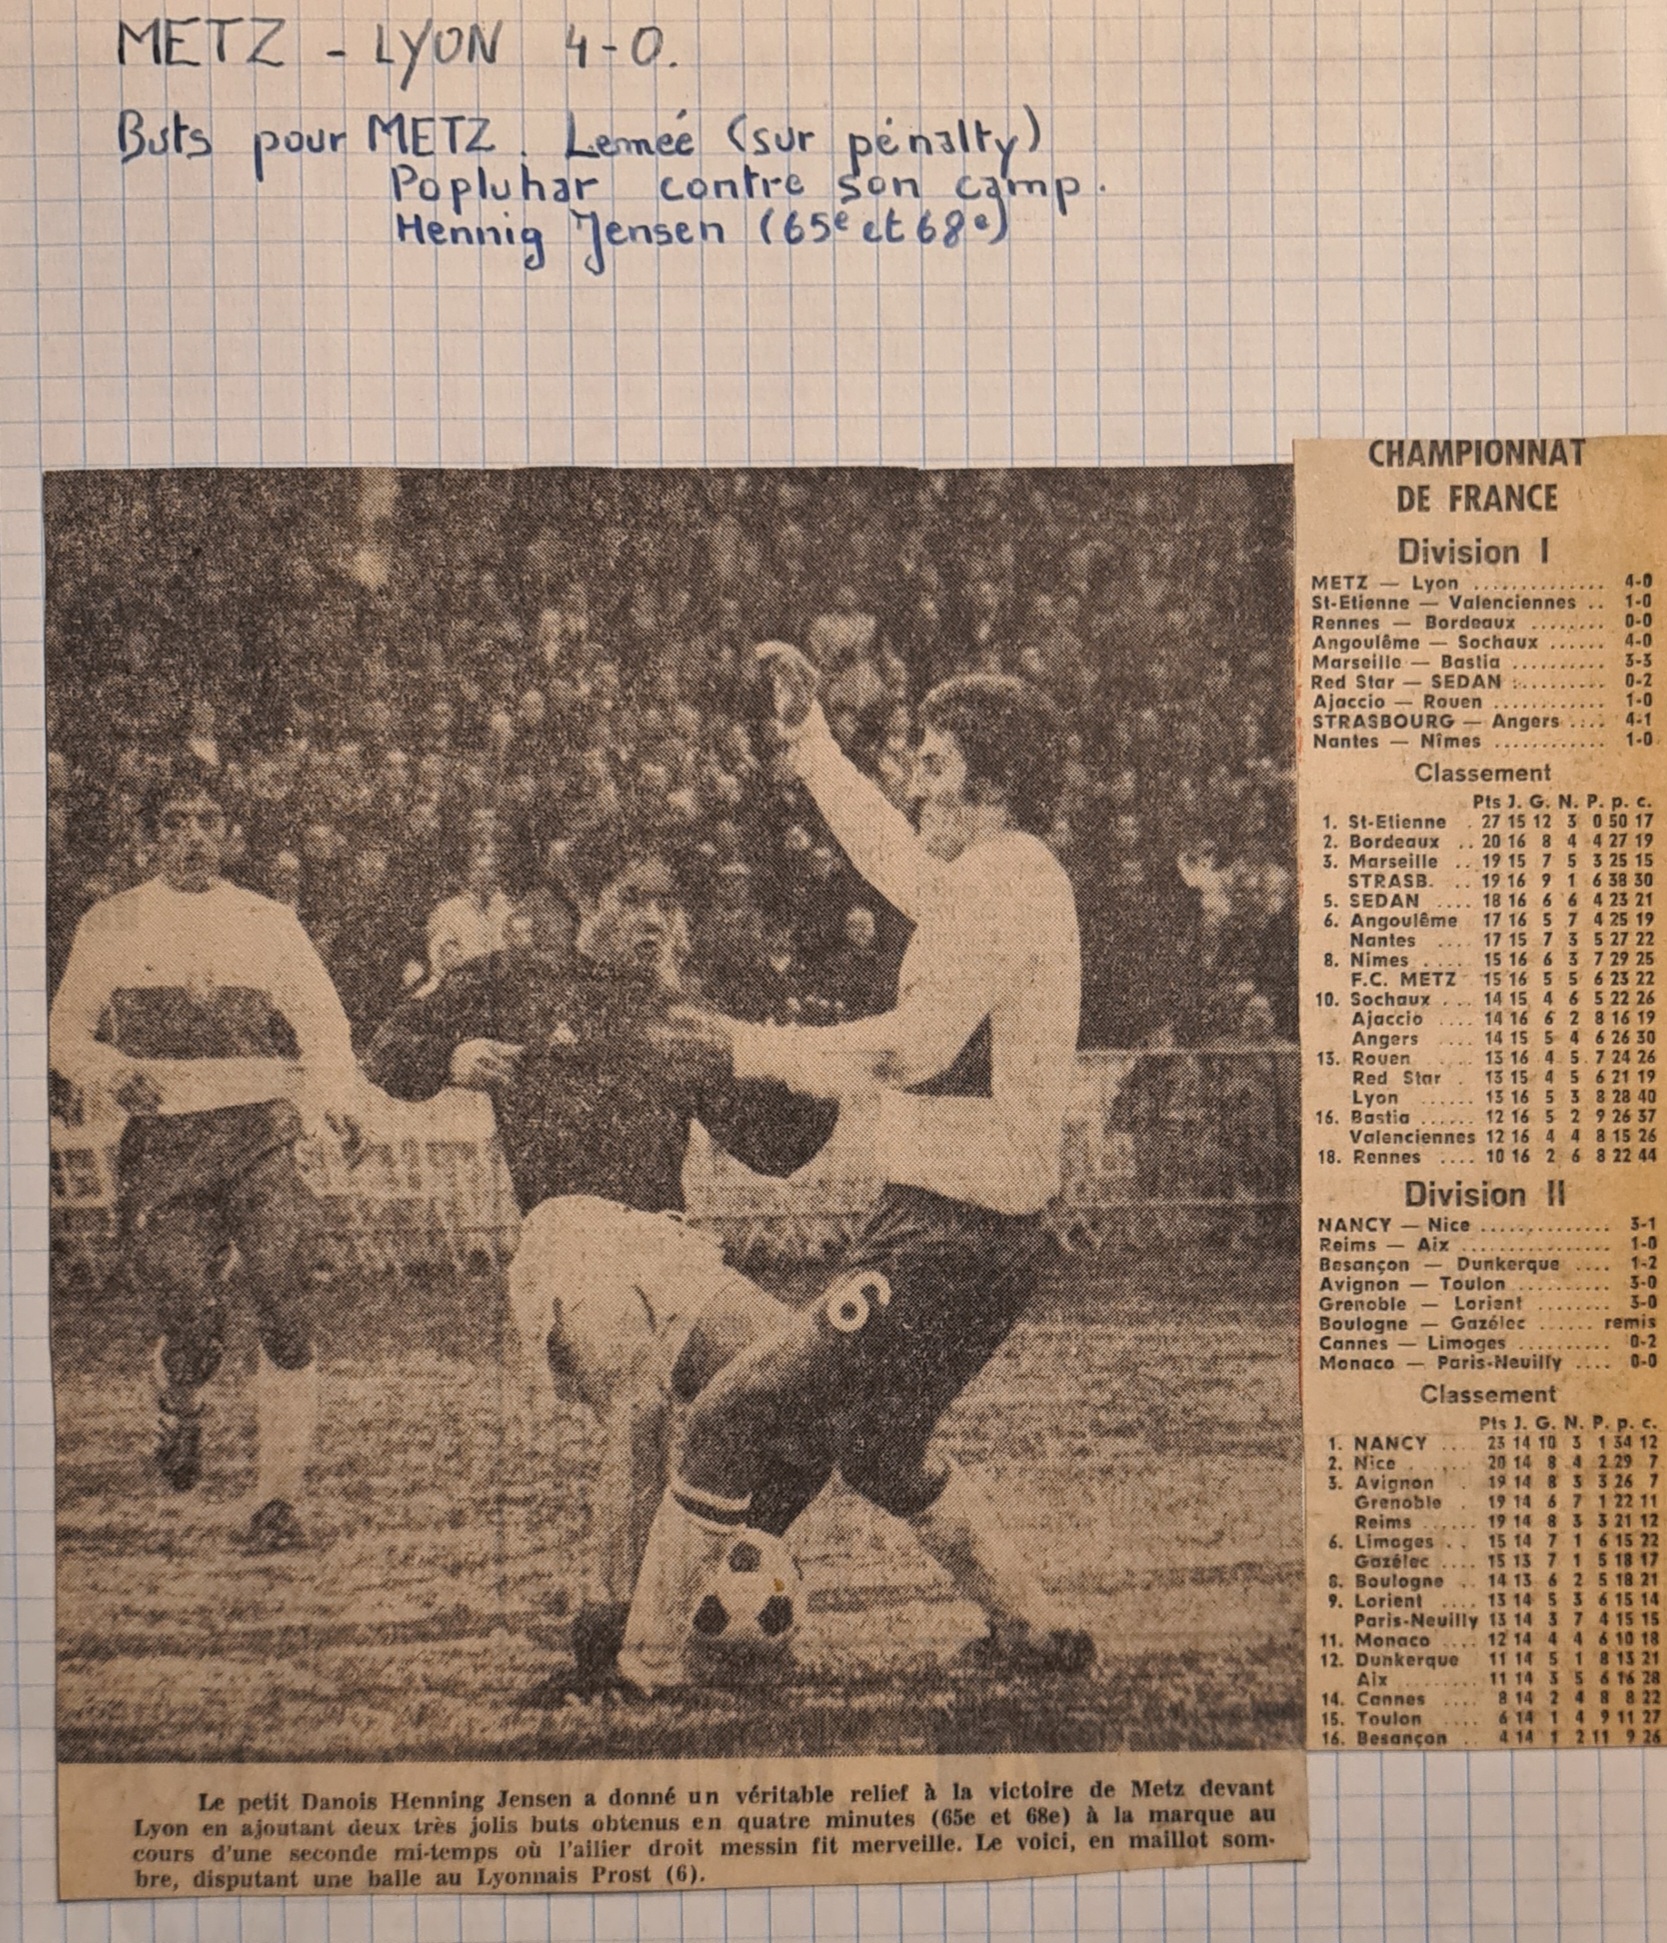 METZ - LYON 4-0.
Buts pour METZ. Lemeé (sur pénalty)
Popluhar contre son camp.
Hennig Jensen (65e et 68e)
CHAMPIONNAT
DE FRANCE
Division I
METZ — Lyon .............. 4-0
St-Etienne — Valenciennes .. 1-0
Rennes — Bordeaux ........ 0-0
Angoulême — Sochaux ...... 4-0
Marseille — Bastia .......... 3-3
Red Star — SEDAN .......... 0-2
Ajaccio — Rouen ............ 1-0
STRASBOURG — Angers .... 4-1
Nantes — Nîmes ............ 1-0
Classement
Pts J. G. N. P. p. c.
1. St-Etienne . 27 15 12 3 0 50 17
2. Bordeaux .. 20 16 8 4 4 27 19
3. Marseille .. 19 15 7 5 3 25 15
STRASB. .. 19 16 9 1 6 38 30
5. SEDAN .... 18 16 6 6 4 23 21
6. Angoulême 17 16 5 7 4 25 19
Nantes .... 17 15 7 3 5 27 22
8. Nimes ..... 15 16 6 3 7 29 25
F.C. METZ 15 16 5 5 6 23 22
10. Sochaux ... 14 15 4 6 5 22 26
Ajaccio .... 14 16 6 2 8 16 19
Angers .... 14 15 5 4 6 26 30
13. Rouen .... 13 16 4 5 7 24 26
Red Star . 13 15 4 5 6 21 19
Lyon ...... 13 16 5 3 8 28 40
16. Bastia ...... 12 16 5 2 9 26 37
Valenciennes 12 16 4 4 8 15 26
18. Rennes .... 10 16 2 6 8 22 44
Division II
NANCY — Nice .............. 3-1
Reims — Aix ............... 1-0
Besançon — Dunkerque .... 1-2
Avignon — Toulon .......... 3-0
Grenoble — Lorient ........ 3-0
Boulogne — Gazélec ...... remis
Cannes — Limoges .......... 0-2
Monaco — Paris-Neuilly .... 0-0
Classement
Pts J. G. N. P. p. c.
1. NANCY .... 23 14 10 3 1 34 12
2. Nice ...... 20 14 8 4 2 29 7
3. Avignon . 19 14 8 3 3 26 7
Grenoble . 19 14 6 7 1 22 11
Reims ...... 19 14 8 3 3 21 12
6. Limoges .. 15 14 7 1 6 15 22
Gazélec .... 15 13 7 1 5 18 17
8. Boulogne .. 14 13 6 2 5 18 21
9. Lorient .... 13 14 5 3 6 15 14
Paris-Neuilly 13 14 3 7 4 15 15
11. Monaco .... 12 14 4 4 6 10 18
12. Dunkerque 11 14 5 1 8 13 21
Aix ......... 11 14 3 5 6 16 28
14. Cannes .... 8 14 2 4 8 8 22
15. Toulon .... 6 14 1 4 9 11 27
16. Besançon .. 4 14 1 2 11 9 26
6
Le petit Danois Henning Jensen a donné un véritable relief à la victoire de Metz devant
Lyon en ajoutant deux très jolis buts obtenus en quatre minutes (65e et 68e) à la marque au
cours d'une seconde mi-temps où l'ailier droit messin fit merveille. Le voici, en maillot som-
bre, disputant une balle au Lyonnais Prost (6).